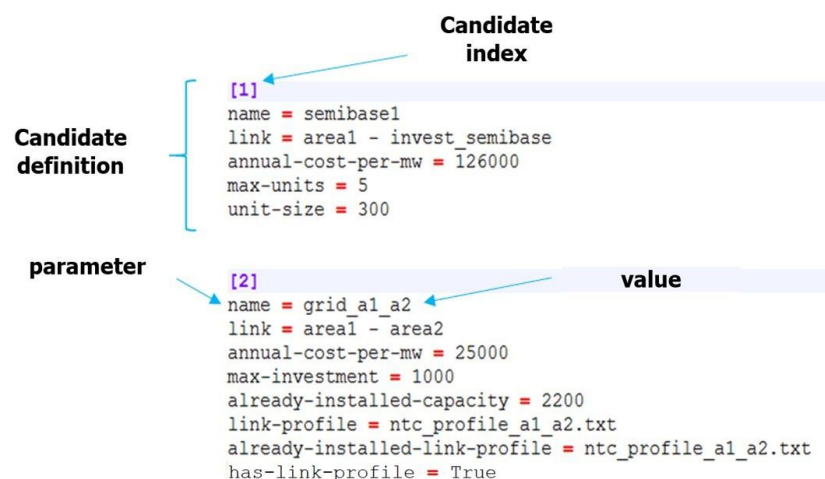 Candidate
index
[1]
name = semibase1
link = area1 - invest_semibase
annual-cost-per-mw = 126000
max-units = 5
unit-size = 300
Candidate
definition
parameter
value
[2]
name = grid_a1_a2
link = area1 - area2
annual-cost-per-mw = 25000
max-investment = 1000
already-installed-capacity = 2200
link-profile = ntc_profile_a1_a2.txt
already-installed-link-profile = ntc_profile_a1_a2.txt
has-link-profile = True